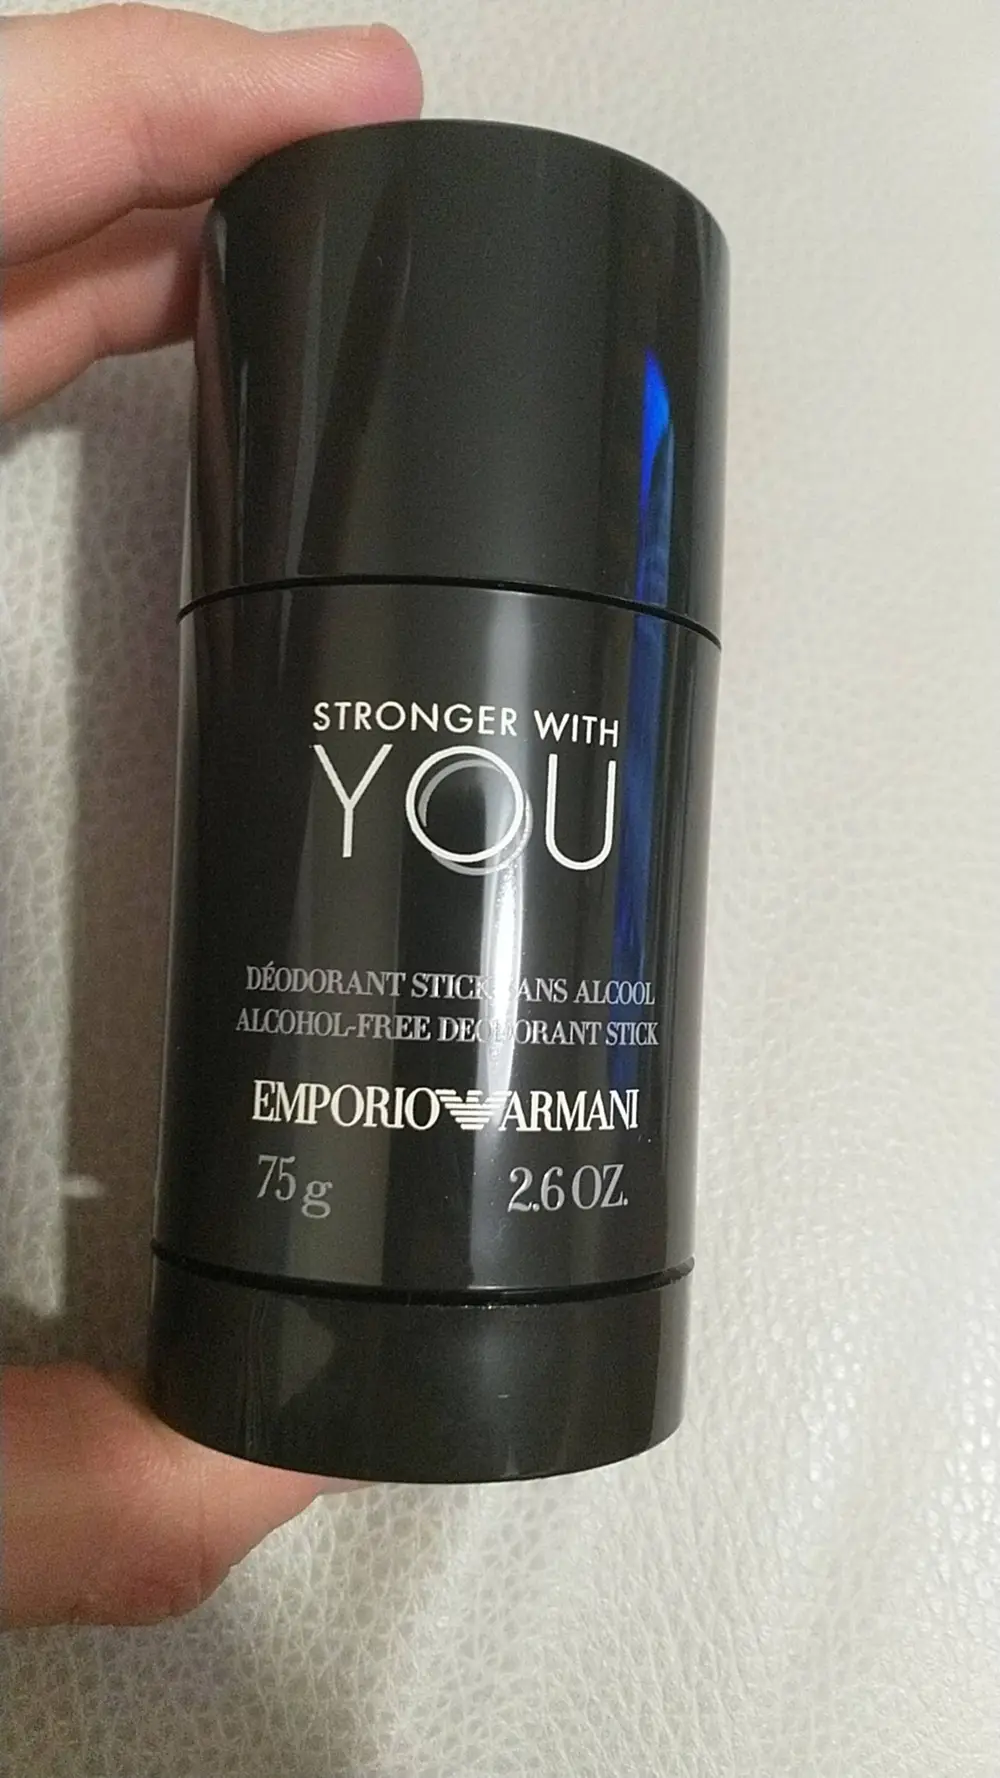 STRONGER WITH
YOU
DÉODORANT STICK SANS ALCOOL
ALCOHOL-FREE DEODORANT STICK
EMPORIO ARMANI
75 g 2.6 OZ.